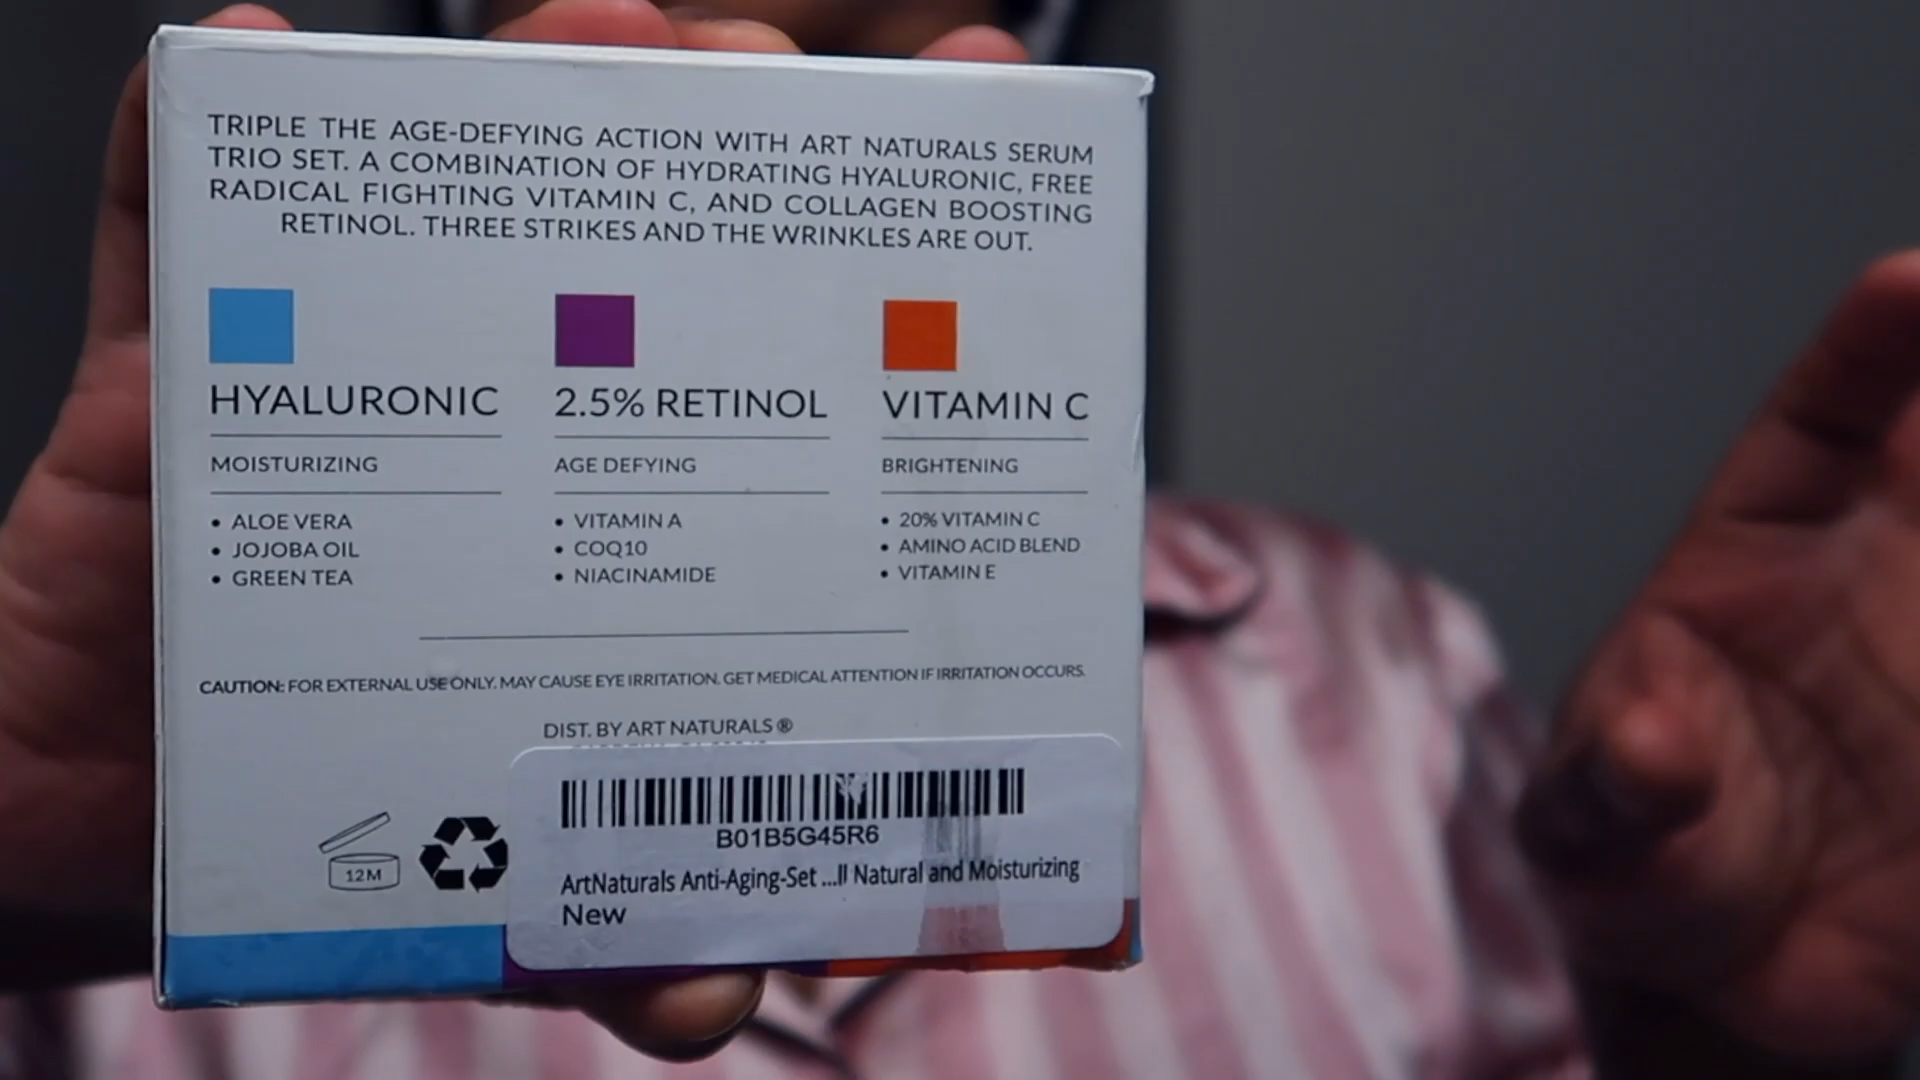 TRIPLE THE AGE-DEFYING ACTION WITH ART NATURALS SERUM
TRIO SET. A COMBINATION OF HYDRATING HYALURONIC, FREE
RADICAL FIGHTING VITAMIN C, AND COLLAGEN BOOSTING
RETINOL. THREE STRIKES AND THE WRINKLES ARE OUT.
HYALURONIC
MOISTURIZING
• ALOE VERA
• JOJOBA OIL
• GREEN TEA
2.5% RETINOL
AGE DEFYING
• VITAMIN A
• COQ10
• NIACINAMIDE
VITAMIN C
BRIGHTENING
• 20% VITAMIN C
• AMINO ACID BLEND
• VITAMIN E
CAUTION: FOR EXTERNAL USE ONLY. MAY CAUSE EYE IRRITATION. GET MEDICAL ATTENTION IF IRRITATION OCCURS.
DIST. BY ART NATURALS ®
12M
B01B5G45R6
ArtNaturals Anti-Aging-Set ...ll Natural and Moisturizing
New